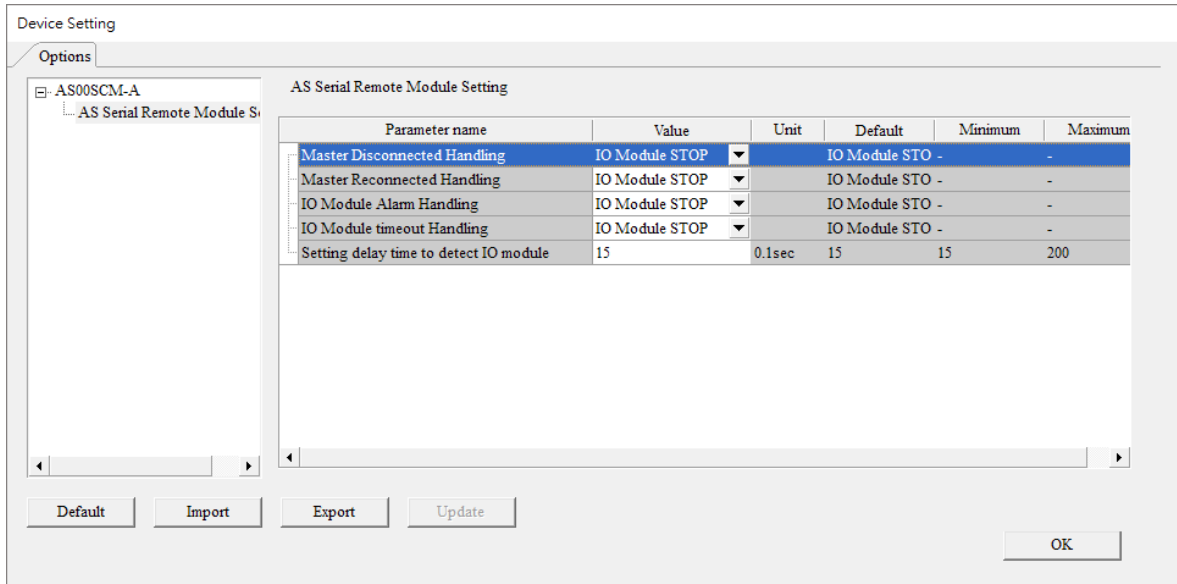 Device Setting
Options
AS00SCM-A
AS Serial Remote Module S
AS Serial Remote Module Setting
Parameter name Value Unit Default Minimum Maximum
Master Disconnected Handling IO Module STOP IO Module STO - -
Master Reconnected Handling IO Module STOP IO Module STO - -
IO Module Alarm Handling IO Module STOP IO Module STO - -
IO Module timeout Handling IO Module STOP IO Module STO - -
Setting delay time to detect IO module 15 0.1sec 15 15 200
Default Import Export Update
OK